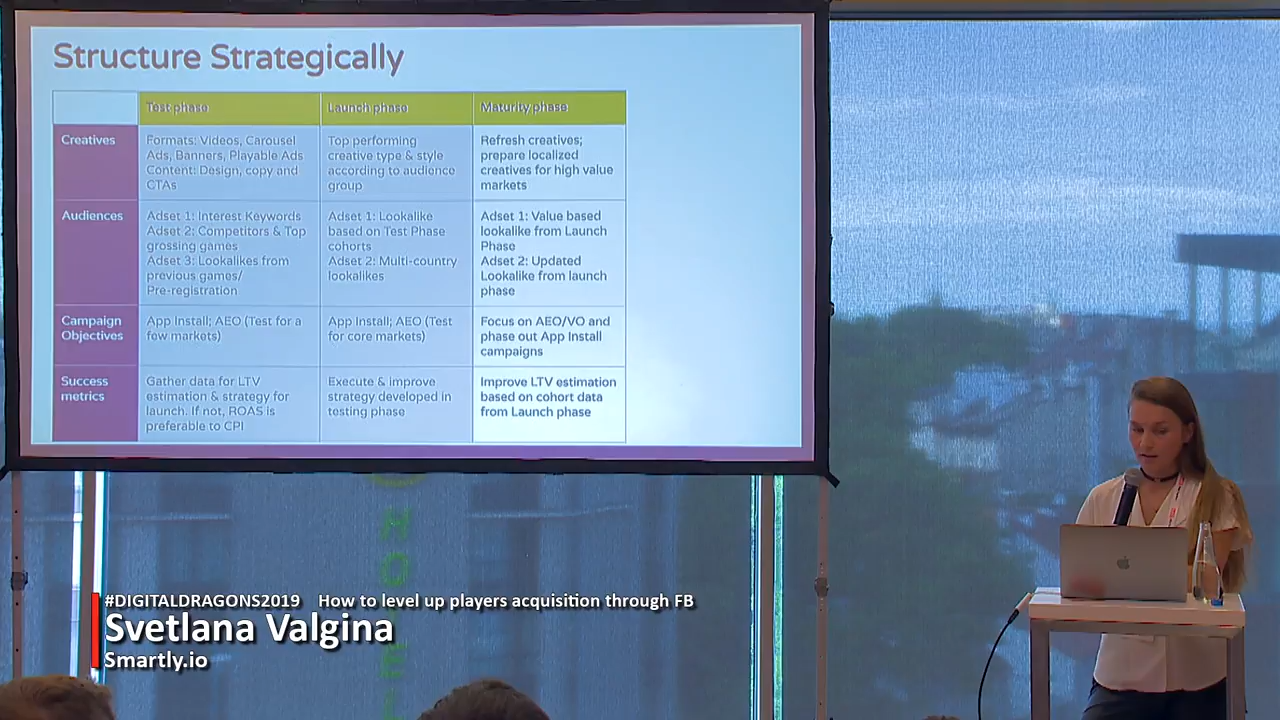 Structure Strategically
Test phase
Launch phase
Maturity phase
Creatives
Formats: Videos, Carousel
Ads, Banners, Playable Ads
Content: Design, copy and
CTAs
Top performing
creative type & style
according to audience
group
Refresh creatives;
prepare localized
creatives for high value
markets
Audiences
Adset 1: Interest Keywords
Adset 2: Competitors & Top
grossing games
Adset 3: Lookalikes from
previous games/
Pre-registration
Adset 1: Lookalike
based on Test Phase
cohorts
Adset 2: Multi-country
lookalikes
Adset 1: Value based
lookalike from Launch
Phase
Adset 2: Updated
Lookalike from launch
phase
Campaign
Objectives
App Install; AEO (Test for a
few markets)
App Install; AEO (Test
for core markets)
Focus on AEO/VO and
phase out App Install
campaigns
Success
metrics
Gather data for LTV
estimation & strategy for
launch. If not, ROAS is
preferable to CPI
Execute & improve
strategy developed in
testing phase
Improve LTV estimation
based on cohort data
from Launch phase
#DIGITALDRAGONS2019 How to level up players acquisition through FB
Svetlana Valgina
Smartly.io